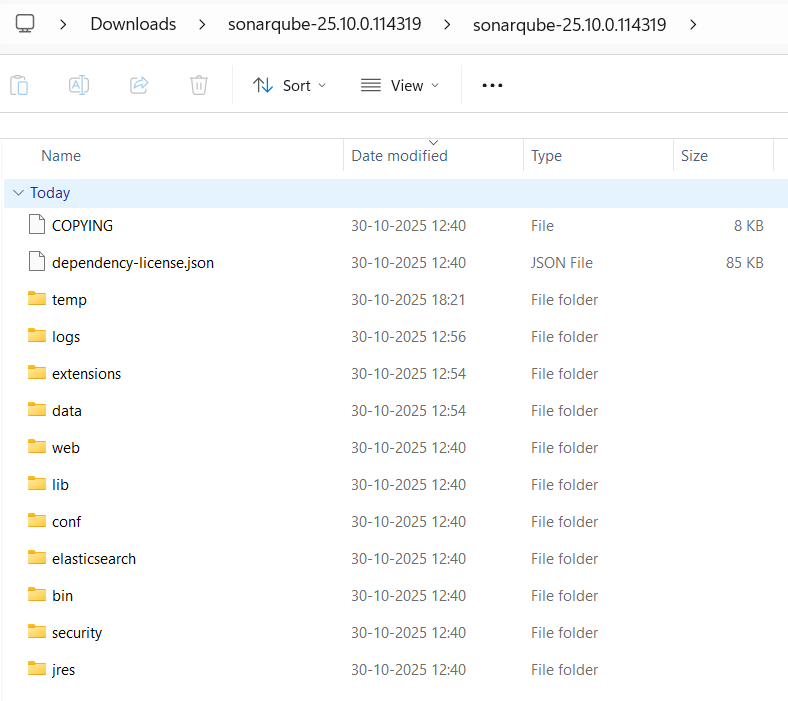 Downloads sonarqube-25.10.0.114319 sonarqube-25.10.0.114319
Sort View
Name Date modified Type Size
Today
COPYING 30-10-2025 12:40 File 8 KB
dependency-license.json 30-10-2025 12:40 JSON File 85 KB
temp 30-10-2025 18:21 File folder
logs 30-10-2025 12:56 File folder
extensions 30-10-2025 12:54 File folder
data 30-10-2025 12:54 File folder
web 30-10-2025 12:40 File folder
lib 30-10-2025 12:40 File folder
conf 30-10-2025 12:40 File folder
elasticsearch 30-10-2025 12:40 File folder
bin 30-10-2025 12:40 File folder
security 30-10-2025 12:40 File folder
jres 30-10-2025 12:40 File folder